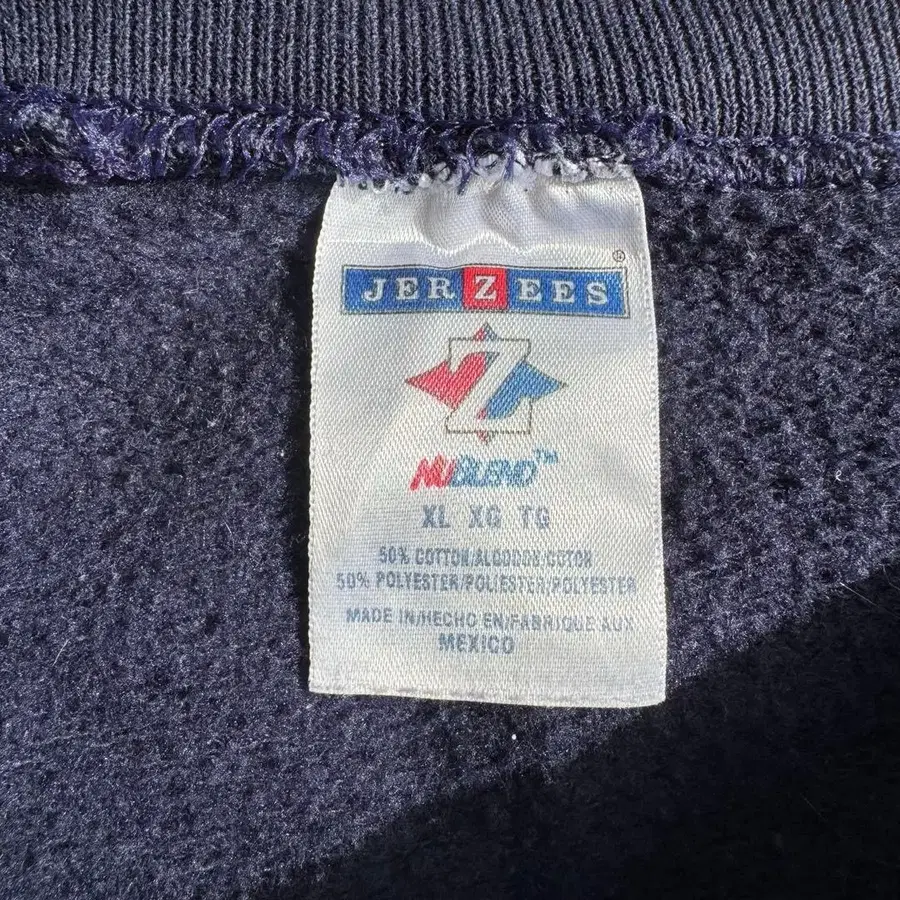 JERZEES®
Z
NUBLEND™
XL XG TG
50% COTTON/ALGODON/COTON
50% POLYESTER/POLIESTER/POLYESTER
MADE IN/HECHO EN/FABRIQUE AUX
MEXICO